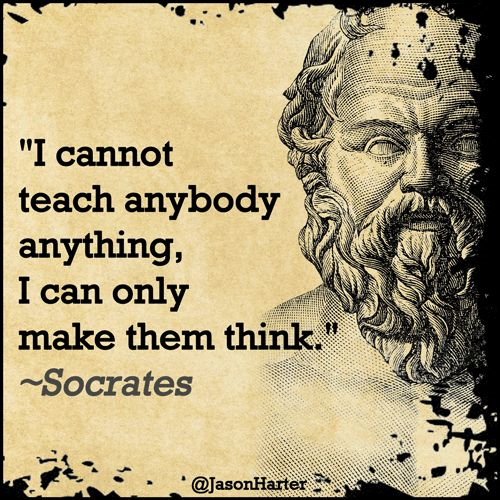 "I cannot
teach anybody
anything,
I can only
make them think."
~Socrates
@JasonHarter